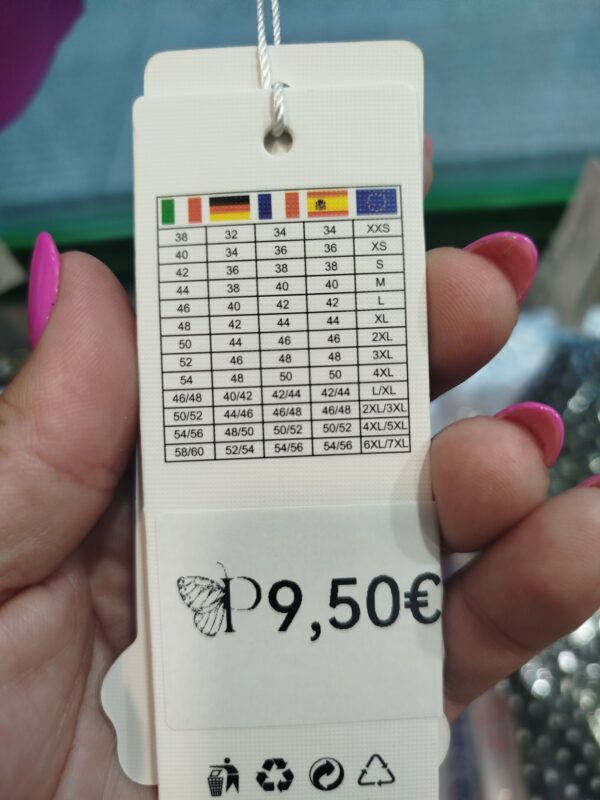 38 32 34 34 XXS
40 34 36 36 XS
42 36 38 38 S
44 38 40 40 M
46 40 42 42 L
48 42 44 44 XL
50 44 46 46 2XL
52 46 48 48 3XL
54 48 50 50 4XL
46/48 40/42 42/44 42/44 L/XL
50/52 44/46 46/48 46/48 2XL/3XL
54/56 48/50 50/52 50/52 4XL/5XL
58/60 52/54 54/56 54/56 6XL/7XL
P 9,50€